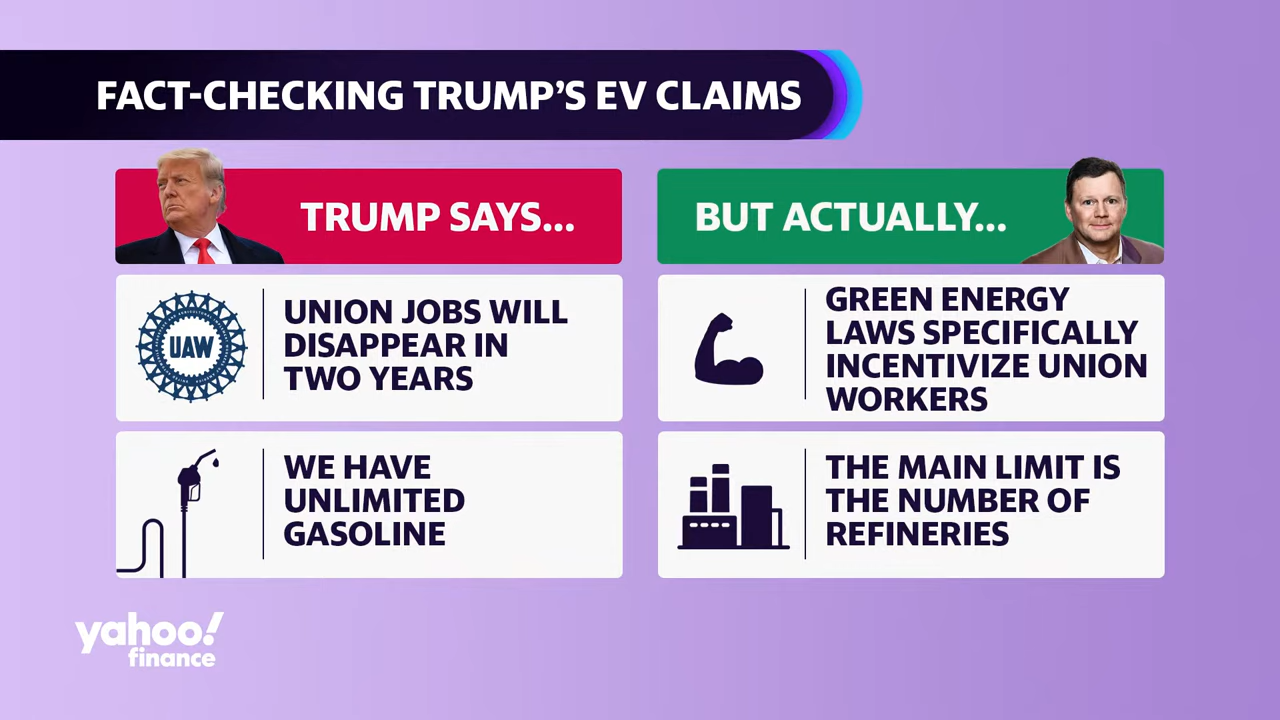 FACT-CHECKING TRUMP'S EV CLAIMS
TRUMP SAYS...
BUT ACTUALLY...
UAW
UNION JOBS WILL
DISAPPEAR IN
TWO YEARS
GREEN ENERGY
LAWS SPECIFICALLY
INCENTIVIZE UNION
WORKERS
WE HAVE
UNLIMITED
GASOLINE
THE MAIN LIMIT IS
THE NUMBER OF
REFINERIES
yahoo!
finance